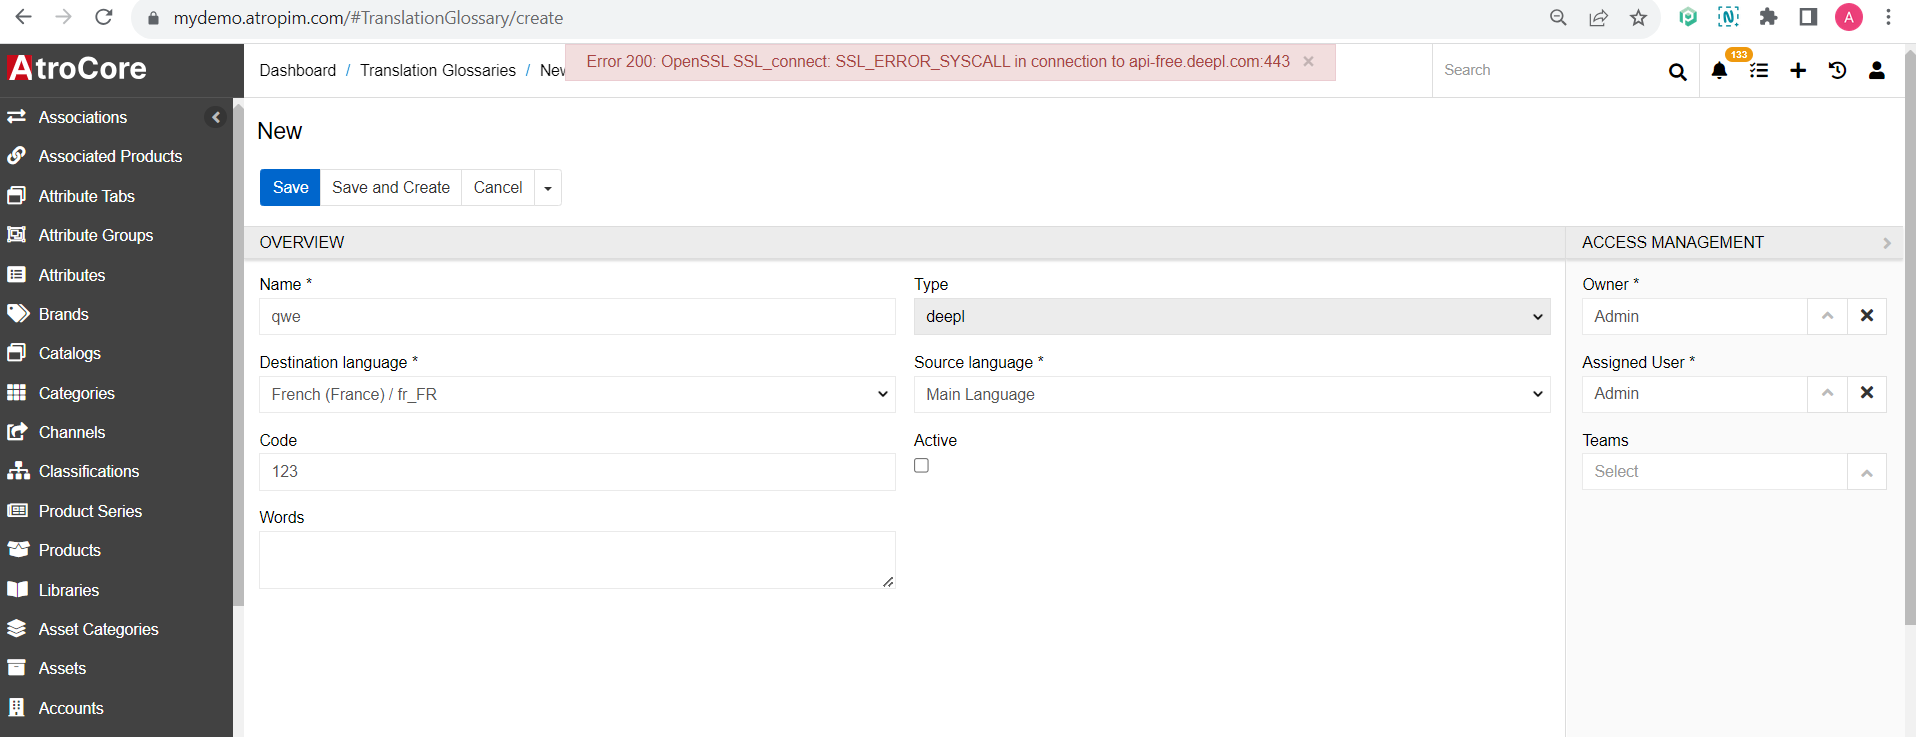 mydemo.atropim.com/#TranslationGlossary/create
A
AtroCore
Dashboard / Translation Glossaries / New
Error 200: OpenSSL SSL_connect: SSL_ERROR_SYSCALL in connection to api-free.deepl.com:443 ×
Search
133
Associations
Associated Products
Attribute Tabs
Attribute Groups
Attributes
Brands
Catalogs
Categories
Channels
Classifications
Product Series
Products
Libraries
Asset Categories
Assets
Accounts
New
Save
Save and Create
Cancel
OVERVIEW
Name *
qwe
Type
deepl
Destination language *
French (France) / fr_FR
Source language *
Main Language
Code
123
Active
Words
ACCESS MANAGEMENT
Owner *
Admin
Assigned User *
Admin
Teams
Select